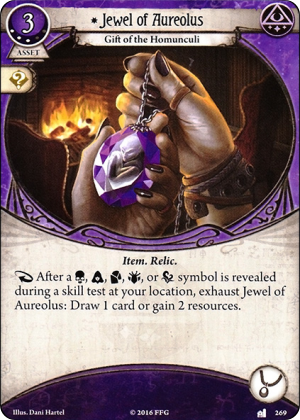 3
Jewel of Aureolus
ASSET
Gift of the Homunculi
?
Item. Relic.
After a , , , , or symbol is revealed
during a skill test at your location, exhaust Jewel of
Aureolus: Draw 1 card or gain 2 resources.
Illus. Dani Hartel
© 2016 FFG
269